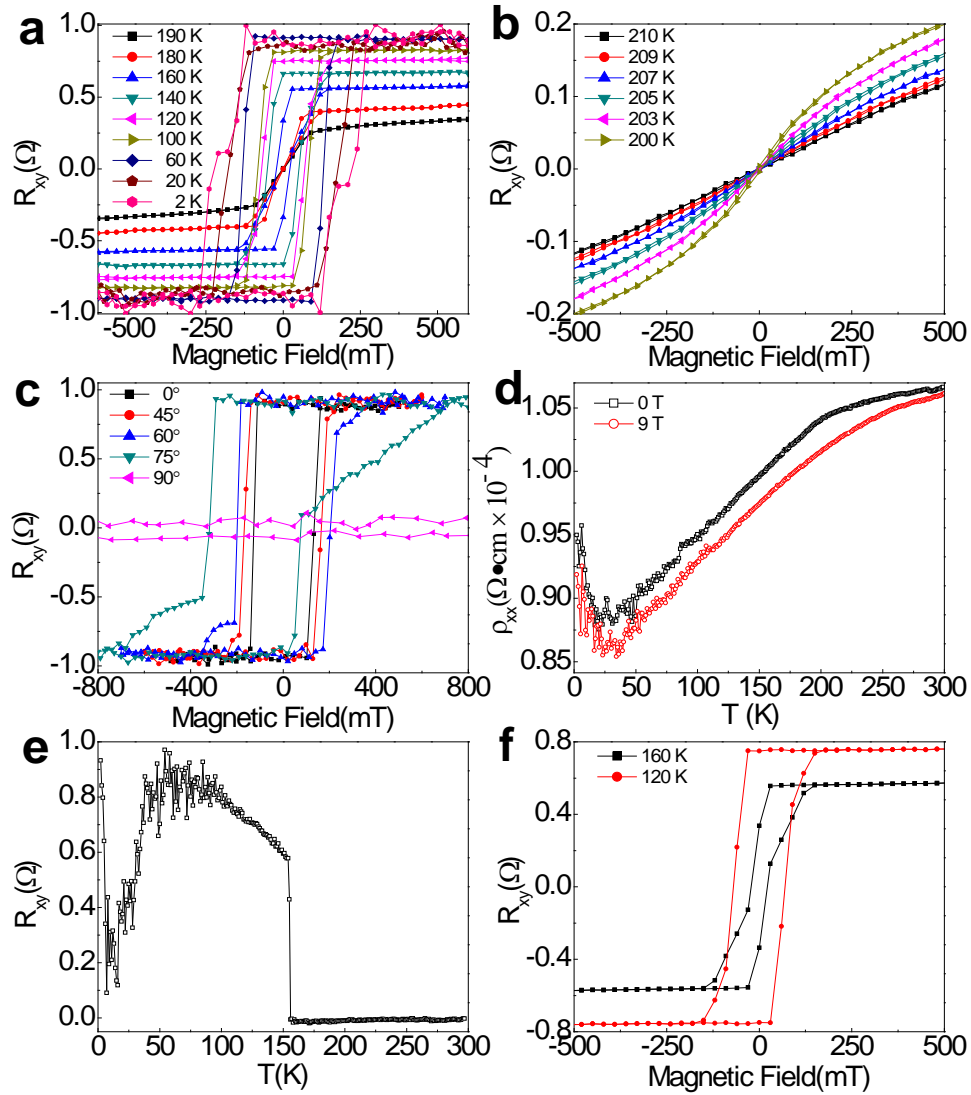 a
190 K
180 K
160 K
140 K
120 K
100 K
60 K
20 K
2 K
1.0
0.5
0.0
-0.5
-1.0
R_xy(Ω)
-500 -250 0 250 500
Magnetic Field(mT)
b
210 K
209 K
207 K
205 K
203 K
200 K
0.2
0.1
0.0
-0.1
-0.2
R_xy(Ω)
-500 -250 0 250 500
Magnetic Field(mT)
c
0°
45°
60°
75°
90°
1.0
0.5
0.0
-0.5
-1.0
R_xy(Ω)
-800 -400 0 400 800
Magnetic Field(mT)
d
0 T
9 T
1.05
1.00
0.95
0.90
0.85
ρ_xx(Ω•cm × 10⁻⁴)
0 50 100 150 200 250 300
T (K)
e
1.0
0.8
0.6
0.4
0.2
0.0
R_xy(Ω)
0 50 100 150 200 250 300
T(K)
f
160 K
120 K
0.8
0.4
0.0
-0.4
-0.8
R_xy(Ω)
-500 -250 0 250 500
Magnetic Field(mT)